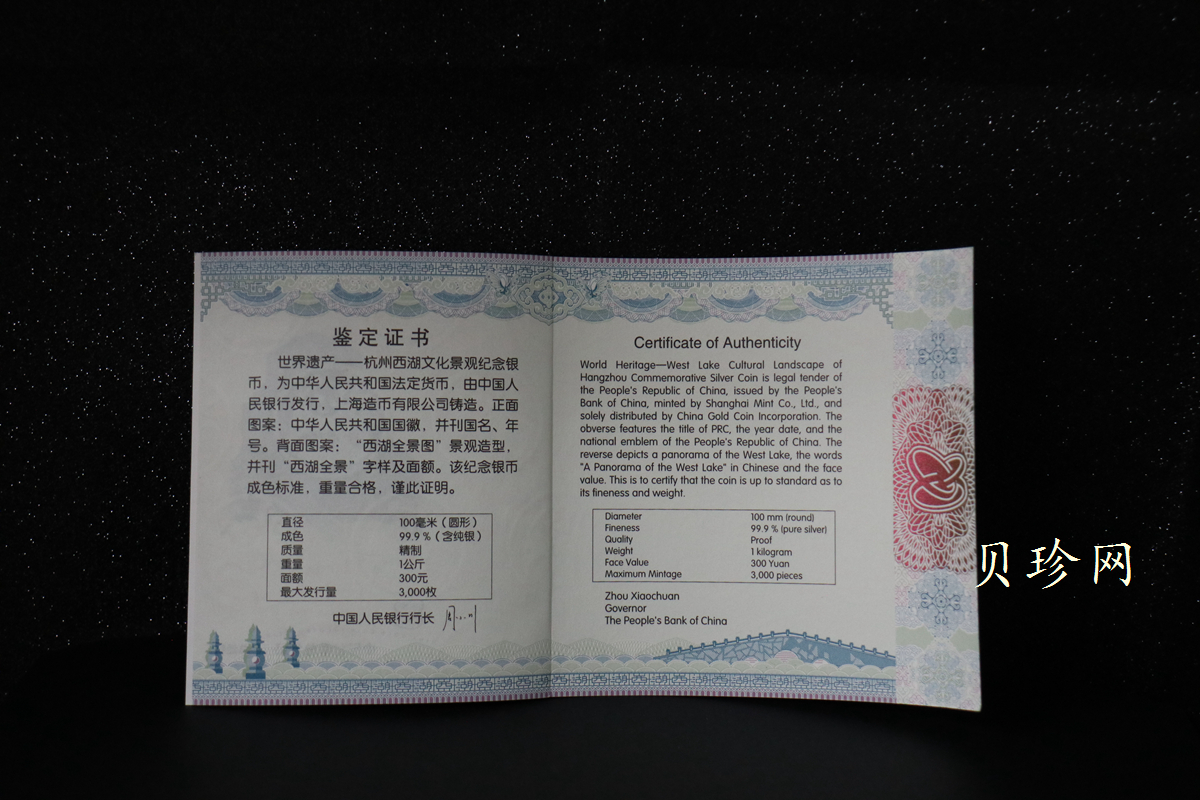 鉴定证书
世界遗产——杭州西湖文化景观纪念银
币，为中华人民共和国法定货币，由中国人
民银行发行，上海造币有限公司铸造。正面
图案：中华人民共和国国徽，并刊国名、年
号。背面图案：“西湖全景图”景观造型，
并刊“西湖全景”字样及面额。该纪念银币
成色标准，重量合格，谨此证明。
直径 100毫米（圆形）
成色 99.9％（含纯银）
质量 精制
重量 1公斤
面额 300元
最大发行量 3,000枚
中国人民银行行长
Certificate of Authenticity
World Heritage—West Lake Cultural Landscape of
Hangzhou Commemorative Silver Coin is legal tender of
the People's Republic of China, issued by the People's
Bank of China, minted by Shanghai Mint Co., Ltd., and
solely distributed by China Gold Coin Incorporation. The
obverse features the title of PRC, the year date, and the
national emblem of the People's Republic of China. The
reverse depicts a panorama of the West Lake, the words
"A Panorama of the West Lake" in Chinese and the face
value. This is to certify that the coin is up to standard as to
its fineness and weight.
Diameter 100 mm (round)
Fineness 99.9 % (pure silver)
Quality Proof
Weight 1 kilogram
Face Value 300 Yuan
Maximum Mintage 3,000 pieces
Zhou Xiaochuan
Governor
The People's Bank of China
贝珍网